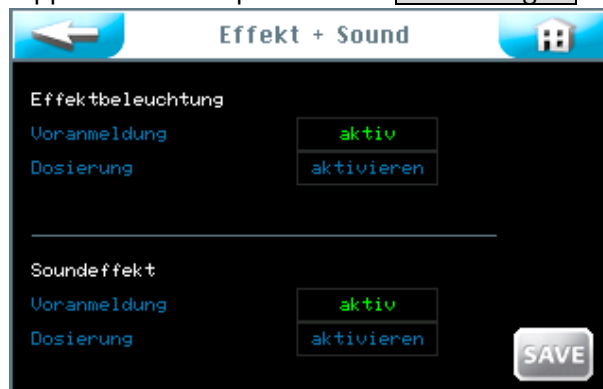 Effekt + Sound
Effektbeleuchtung
Voranmeldung aktiv
Dosierung aktivieren
Soundeffekt
Voranmeldung aktiv
Dosierung aktivieren
SAVE